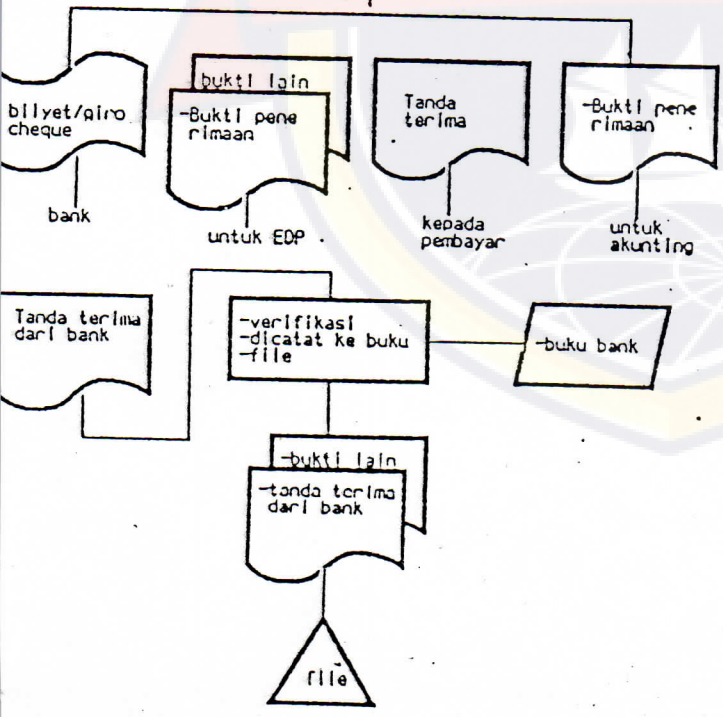 bilyet/giro
cheque
bank
bukti lain
-Bukti pene
rimaan
untuk EDP
Tanda
terima
kepada
pembayar
-Bukti pene
rimaan
untuk
akunting
Tanda terima
dari bank
-verifikasi
-dicatat ke buku
-file
-buku bank
-bukti lain
-tanda terima
dari bank
file